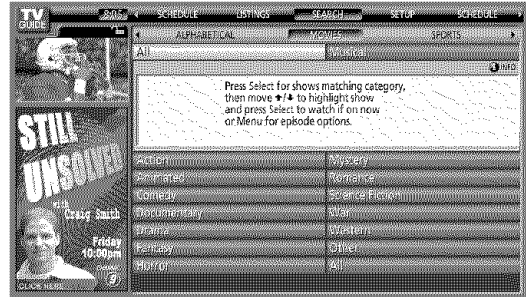 TV
GUIDE
8:05
SCHEDULE LISTINGS SEARCH SETUP SCHEDULE
ALPHABETICAL MOVIES SPORTS
All Musical
INFO
Press Select for shows matching category,
then move ↑/↓ to highlight show
and press Select to watch if on now
or Menu for episode options.
Action Mystery
Animated Romance
Comedy Science Fiction
Documentary War
Drama Western
Fantasy Other
Horror All
STILL
UNSOLVED
with
Craig Smith
Friday
10:00pm
CLICK HERE